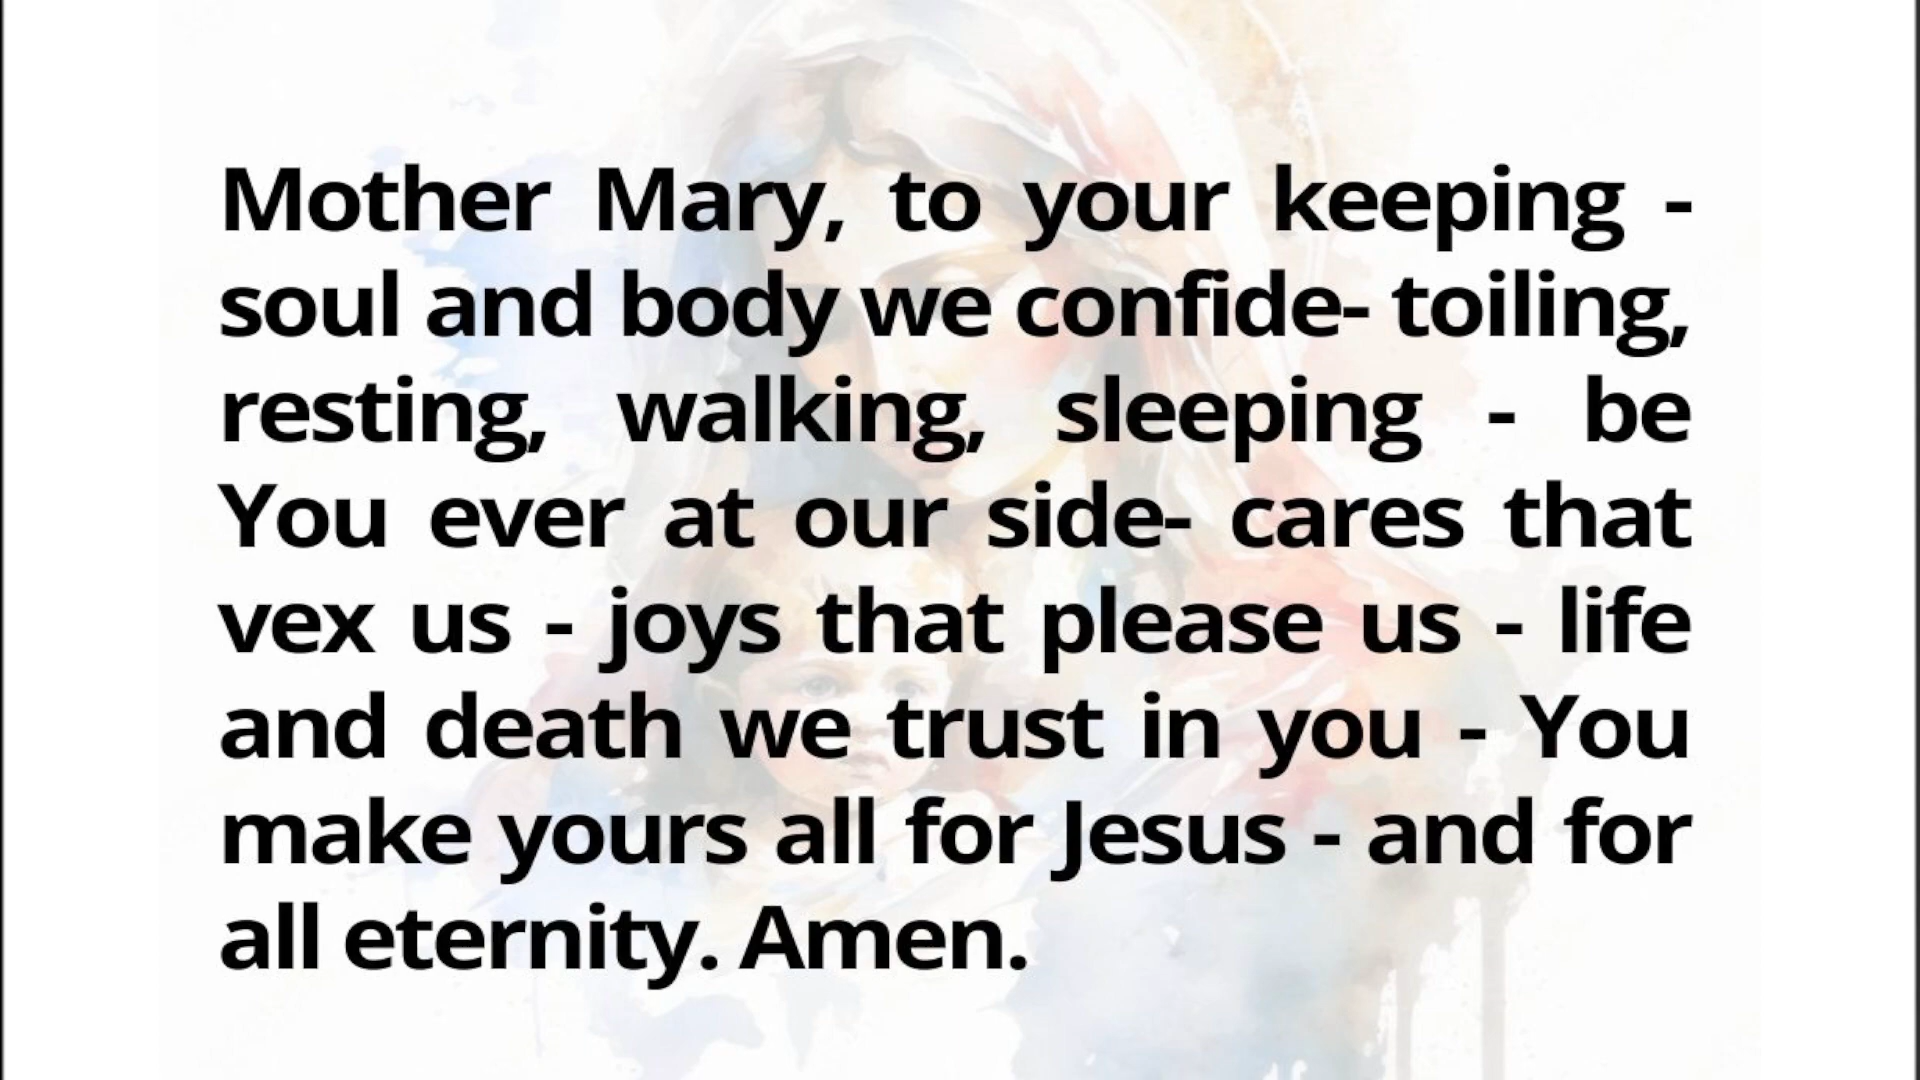 Mother Mary, to your keeping -
soul and body we confide- toiling,
resting, walking, sleeping - be
You ever at our side- cares that
vex us - joys that please us - life
and death we trust in you - You
make yours all for Jesus - and for
all eternity. Amen.